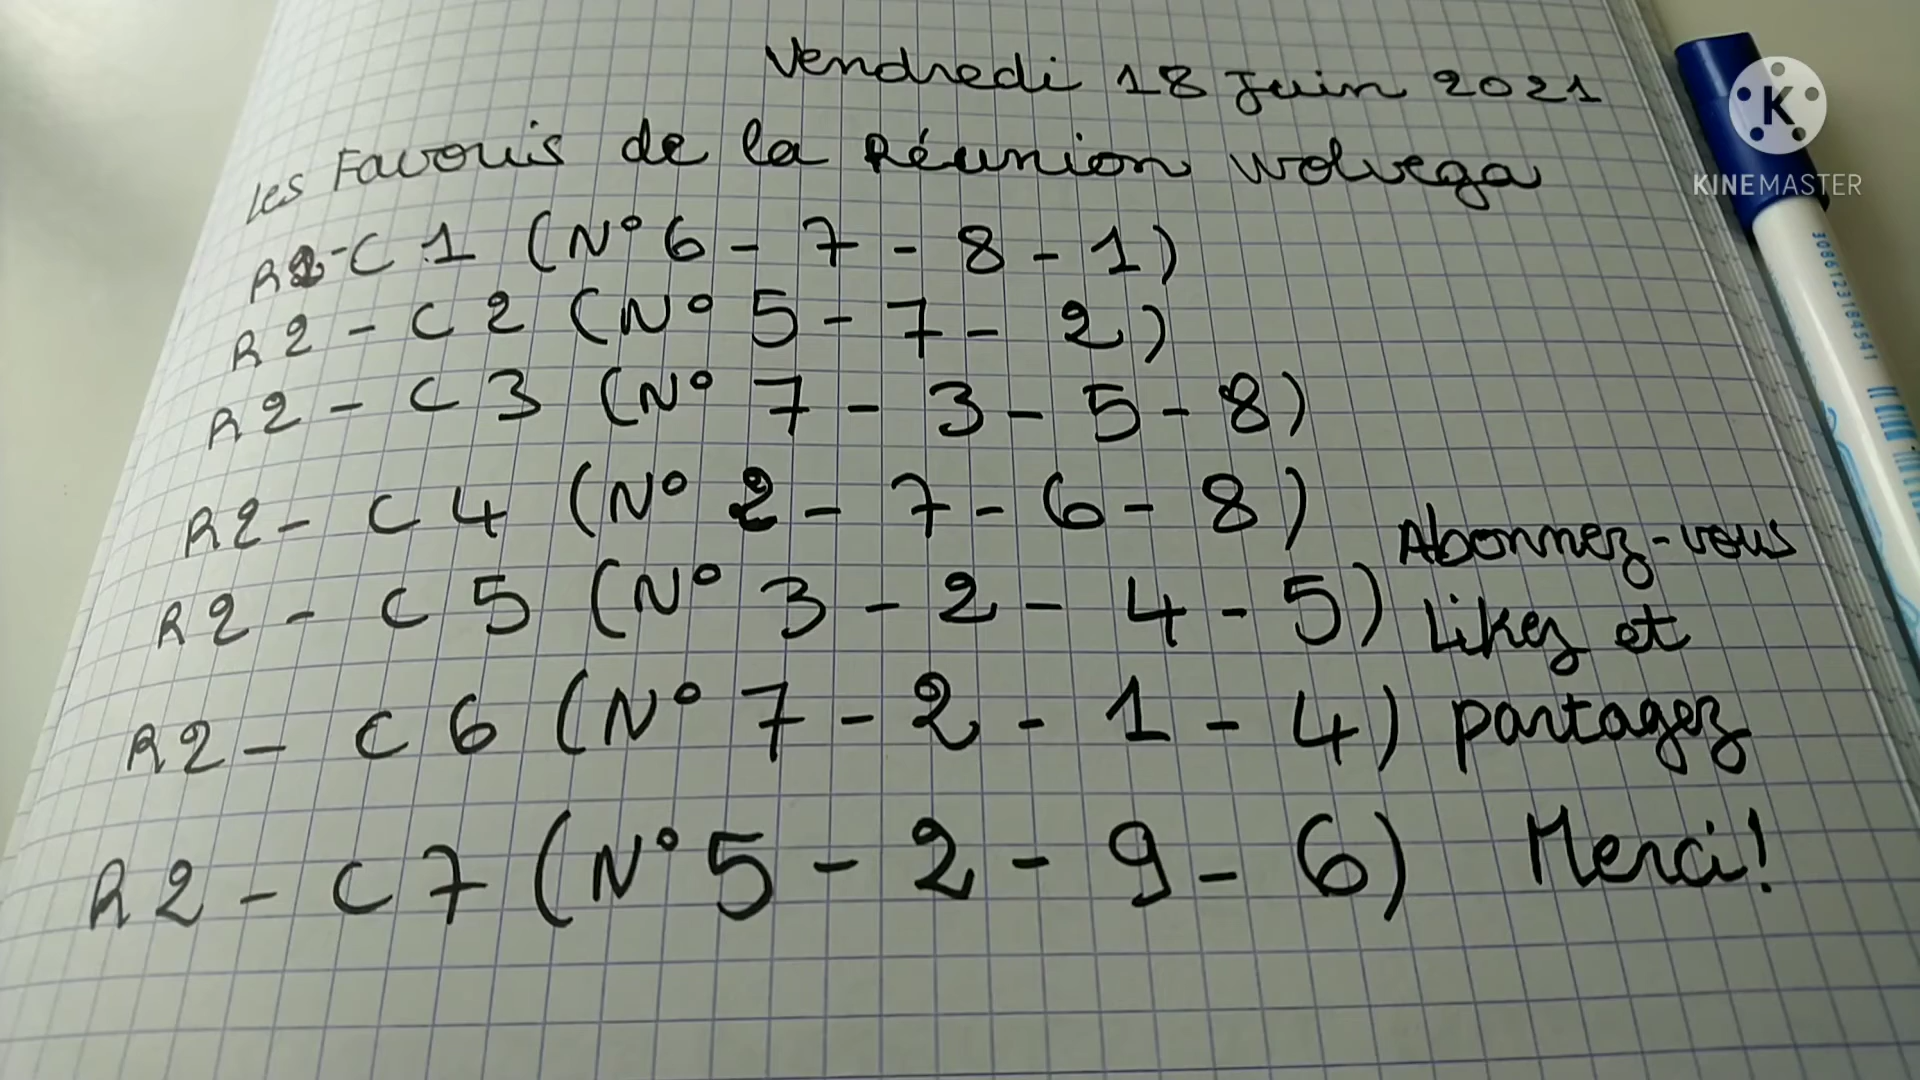 Vendredi 18 Juin 2021
Les Favoris de la Réunion wolvega
R2-C1 (N° 6 - 7 - 8 - 1)
R2 - C2 (N° 5 - 7 - 2)
R2 - C3 (N° 7 - 3 - 5 - 8)
R2 - C4 (N° 2 - 7 - 6 - 8)
R2 - C5 (N° 3 - 2 - 4 - 5)
R2 - C6 (N° 7 - 2 - 1 - 4)
R2 - C7 (N° 5 - 2 - 9 - 6)
Abonnez-vous
Likez et
partagez
Merci!
K
KINEMASTER
3086123184541